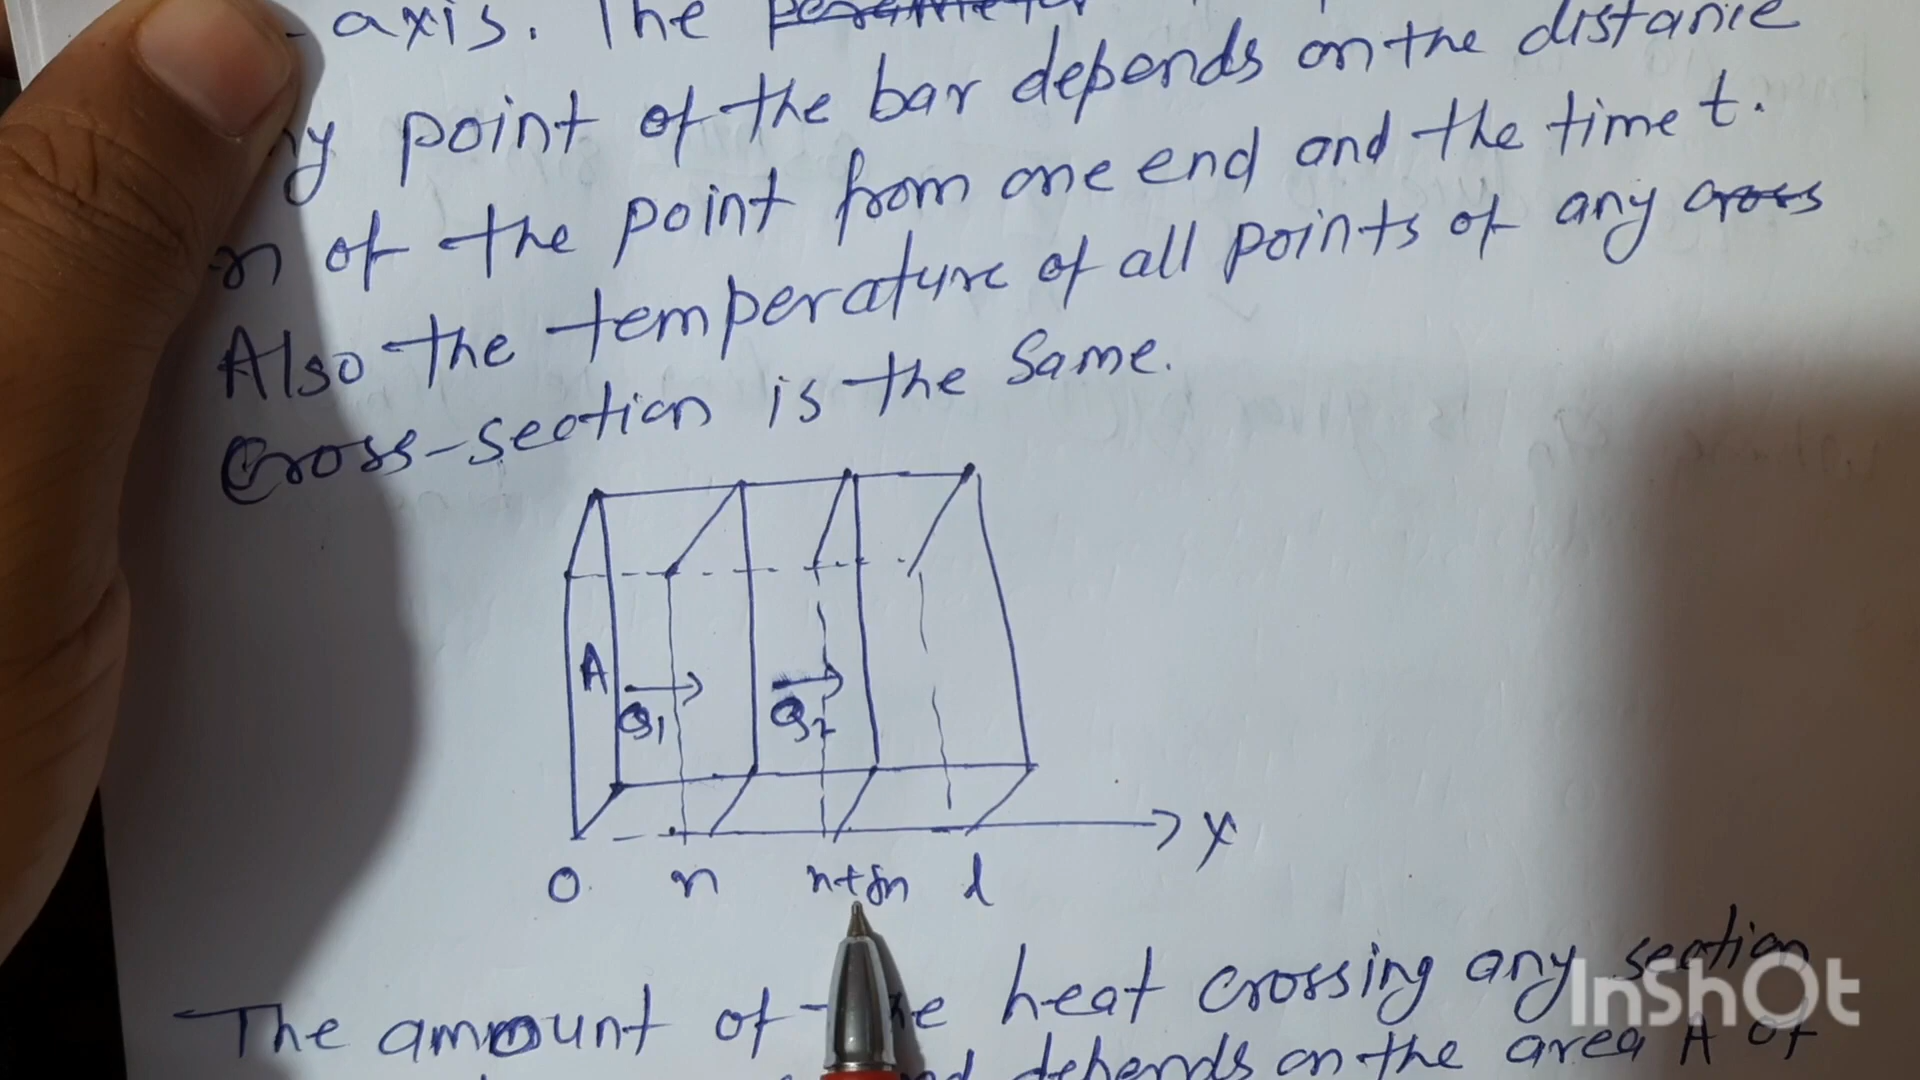 -axis. The
ny point of the bar depends on the distance
x of the point from one end and the time t.
Also the temperature of all points of any cross
Cross-section is the same.
A
Q1
Q2
X
0 x x+δx l
The amount of the heat crossing any section
depends on the area A of
InShOt